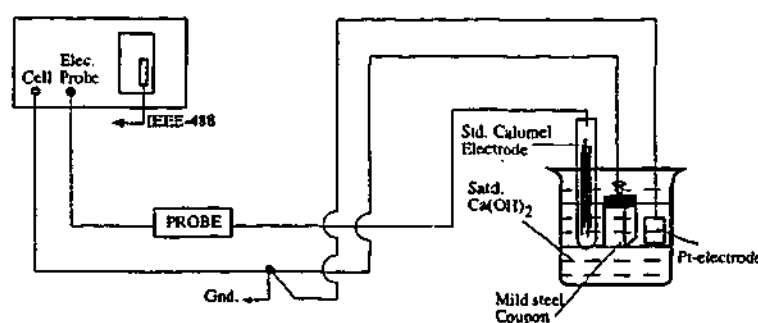 Elec.
Cell Probe
IEEE-488
Std. Calomel
Electrode
Satd.
Ca(OH)2
PROBE
Pt-electrode
Gnd.
Mild steel
Coupon